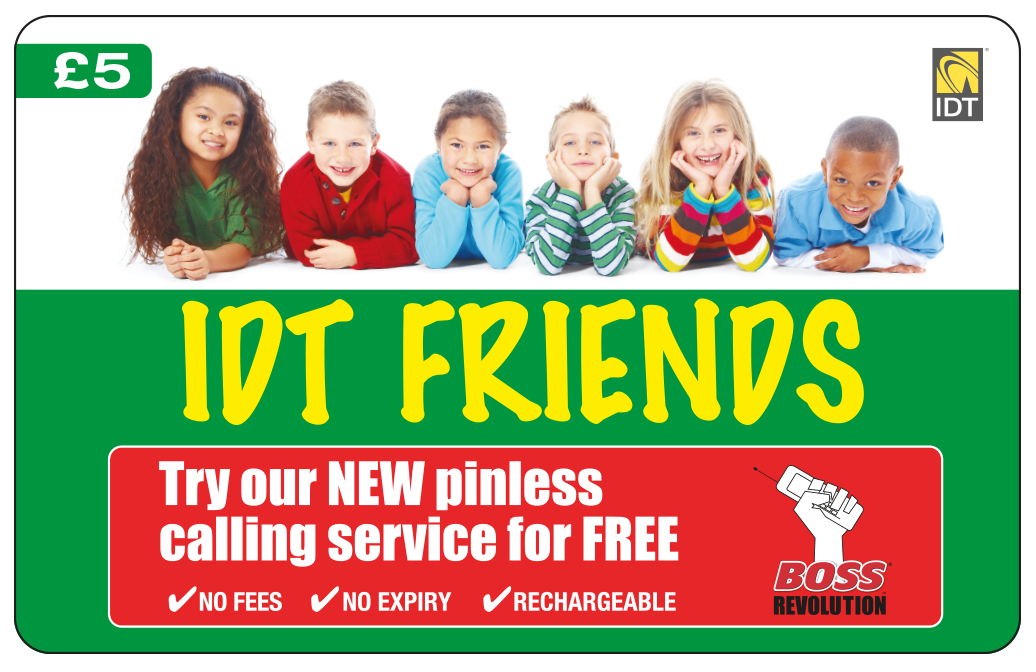 £5
IDT
IDT FRIENDS
Try our NEW pinless
calling service for FREE
✔NO FEES ✔NO EXPIRY ✔RECHARGEABLE
BOSS
REVOLUTION